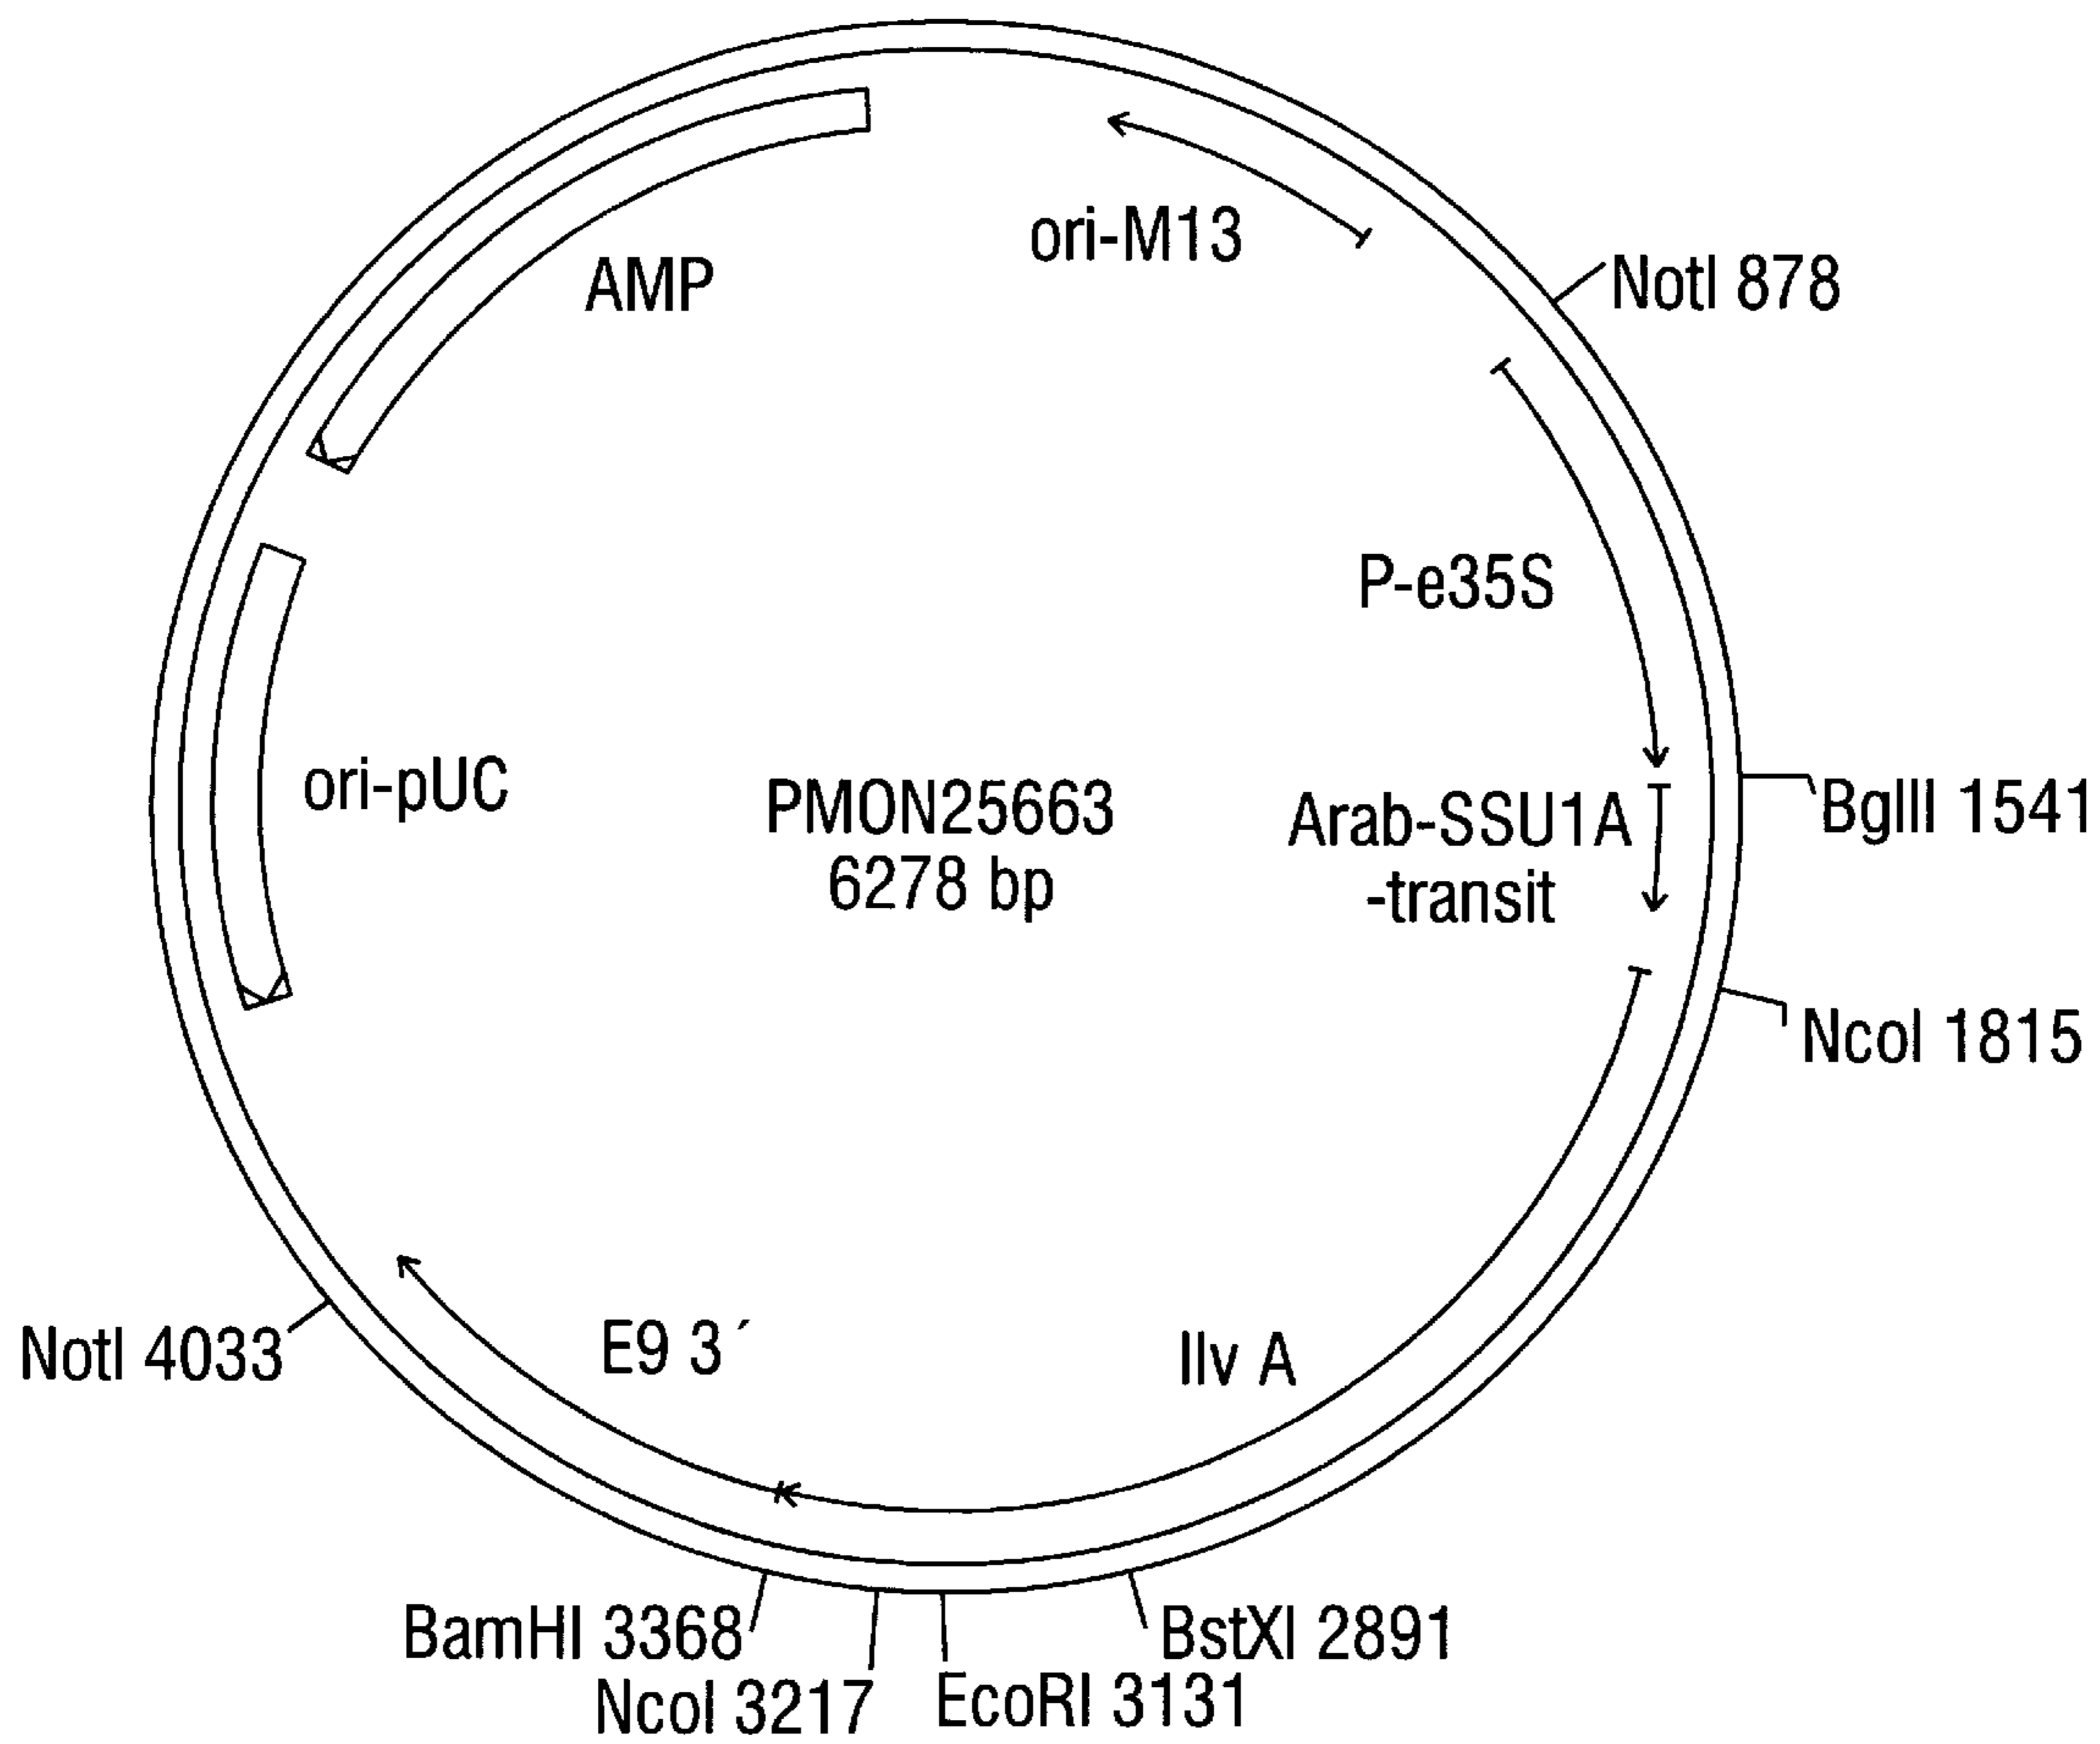 ori-M13
AMP
NotI 878
P-e35S
ori-pUC
PMON25663
6278 bp
Arab-SSU1A
-transit
BglII 1541
NcoI 1815
E9 3´
Ilv A
NotI 4033
BamHI 3368
BstXI 2891
NcoI 3217
EcoRI 3131